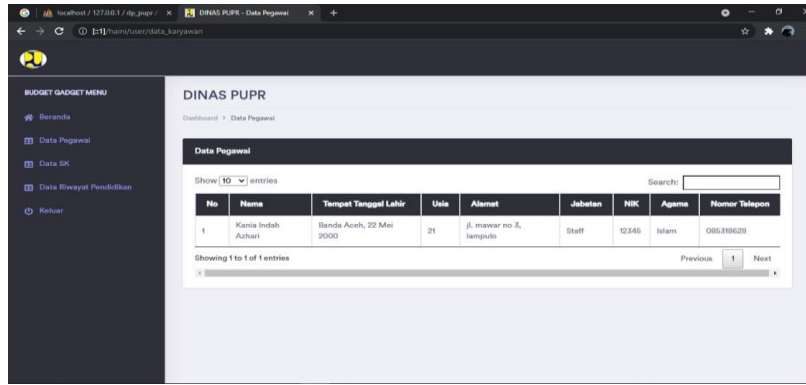 localhost / 127.0.0.1 / dp_pupr /
DINAS PUPR - Data Pegawai
[::1]/haini/user/data_karyawan
BUDGET GADGET MENU
Beranda
Data Pegawai
Data SK
Data Riwayat Pendidikan
Keluar
DINAS PUPR
Dashboard > Data Pegawai
Data Pegawai
Show 10 entries Search:
No Nama Tempat Tanggal Lahir Usia Alamat Jabatan NIK Agama Nomor Telepon
1 Kania Indah Banda Aceh, 22 Mei 21 jl. mawar no 3, Staff 12345 Islam 085318628
Azhari 2000 lampulo
Showing 1 to 1 of 1 entries Previous 1 Next